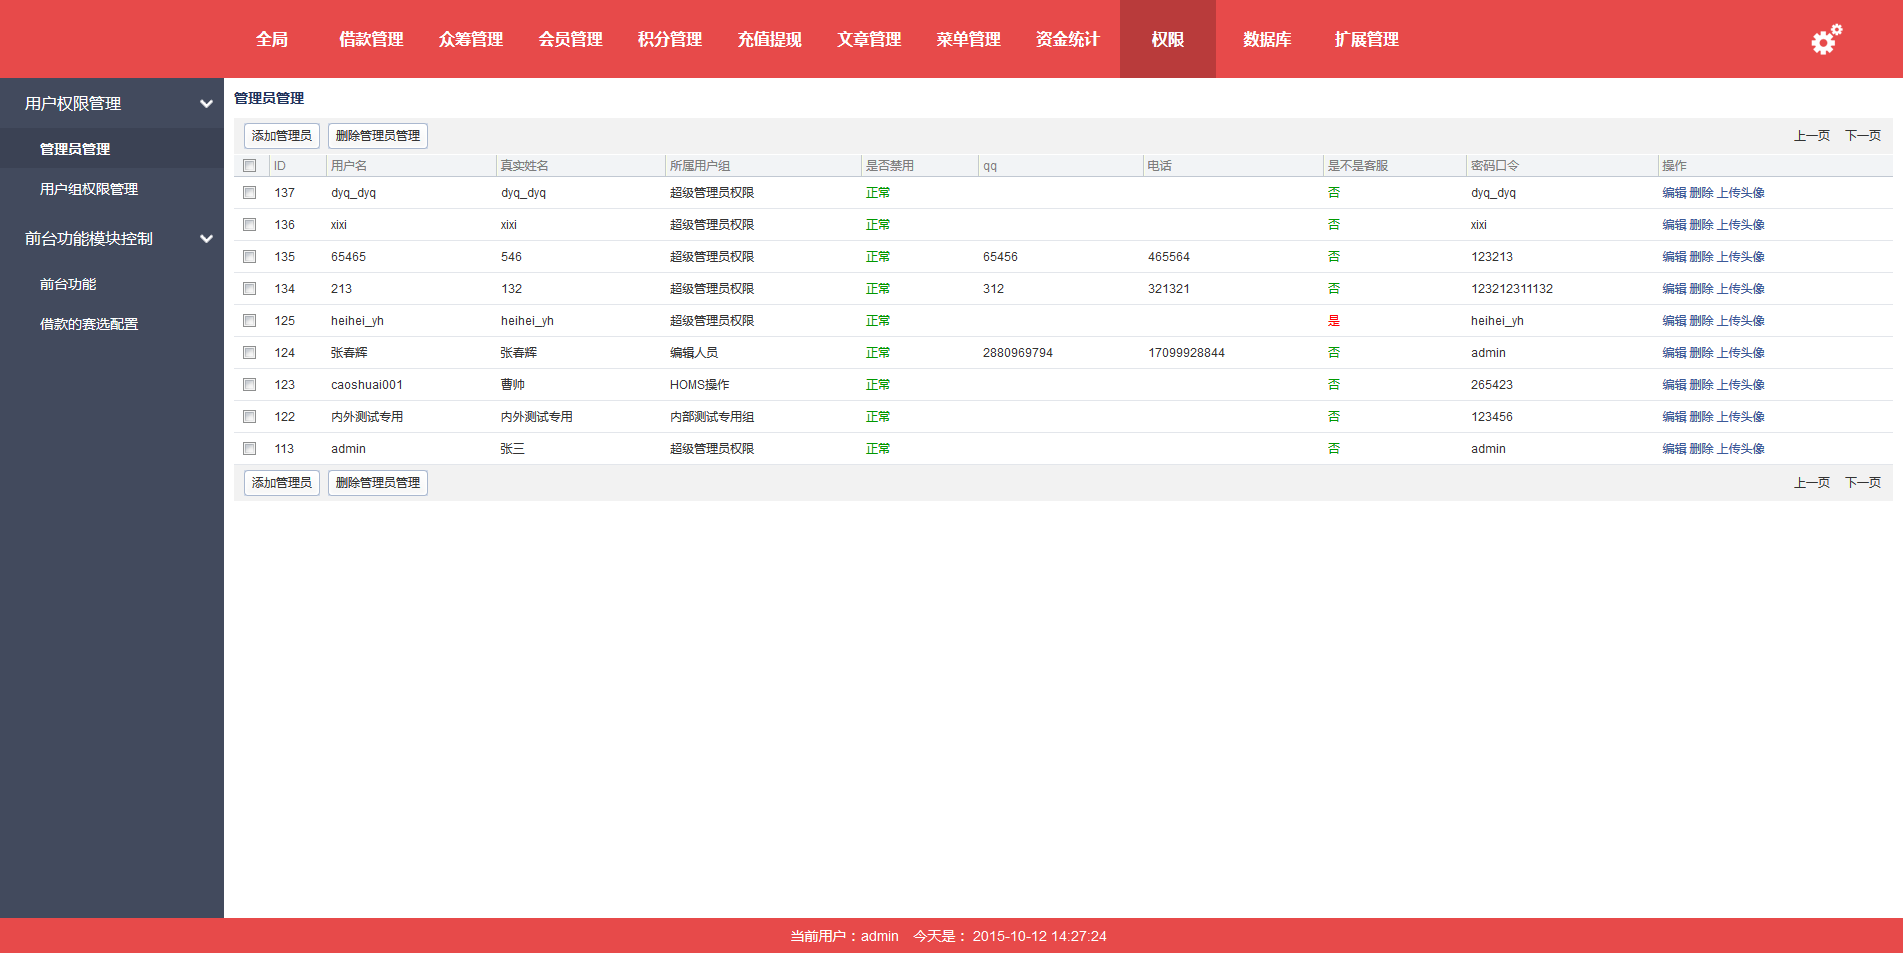 全局 借款管理 众筹管理 会员管理 积分管理 充值提现 文章管理 菜单管理 资金统计 权限 数据库 扩展管理
用户权限管理
管理员管理
用户组权限管理
前台功能模块控制
前台功能
借款的赛选配置
管理员管理
添加管理员 删除管理员管理 上一页 下一页
ID 用户名 真实姓名 所属用户组 是否禁用 qq 电话 是不是客服 密码口令 操作
137 dyq_dyq dyq_dyq 超级管理员权限 正常 否 dyq_dyq 编辑 删除 上传头像
136 xixi xixi 超级管理员权限 正常 否 xixi 编辑 删除 上传头像
135 65465 546 超级管理员权限 正常 65456 465564 否 123213 编辑 删除 上传头像
134 213 132 超级管理员权限 正常 312 321321 否 123212311132 编辑 删除 上传头像
125 heihei_yh heihei_yh 超级管理员权限 正常 是 heihei_yh 编辑 删除 上传头像
124 张春辉 张春辉 编辑人员 正常 2880969794 17099928844 否 admin 编辑 删除 上传头像
123 caoshuai001 曹帅 HOMS操作 正常 否 265423 编辑 删除 上传头像
122 内外测试专用 内外测试专用 内部测试专用组 正常 否 123456 编辑 删除 上传头像
113 admin 张三 超级管理员权限 正常 否 admin 编辑 删除 上传头像
添加管理员 删除管理员管理 上一页 下一页
当前用户：admin 今天是： 2015-10-12 14:27:24